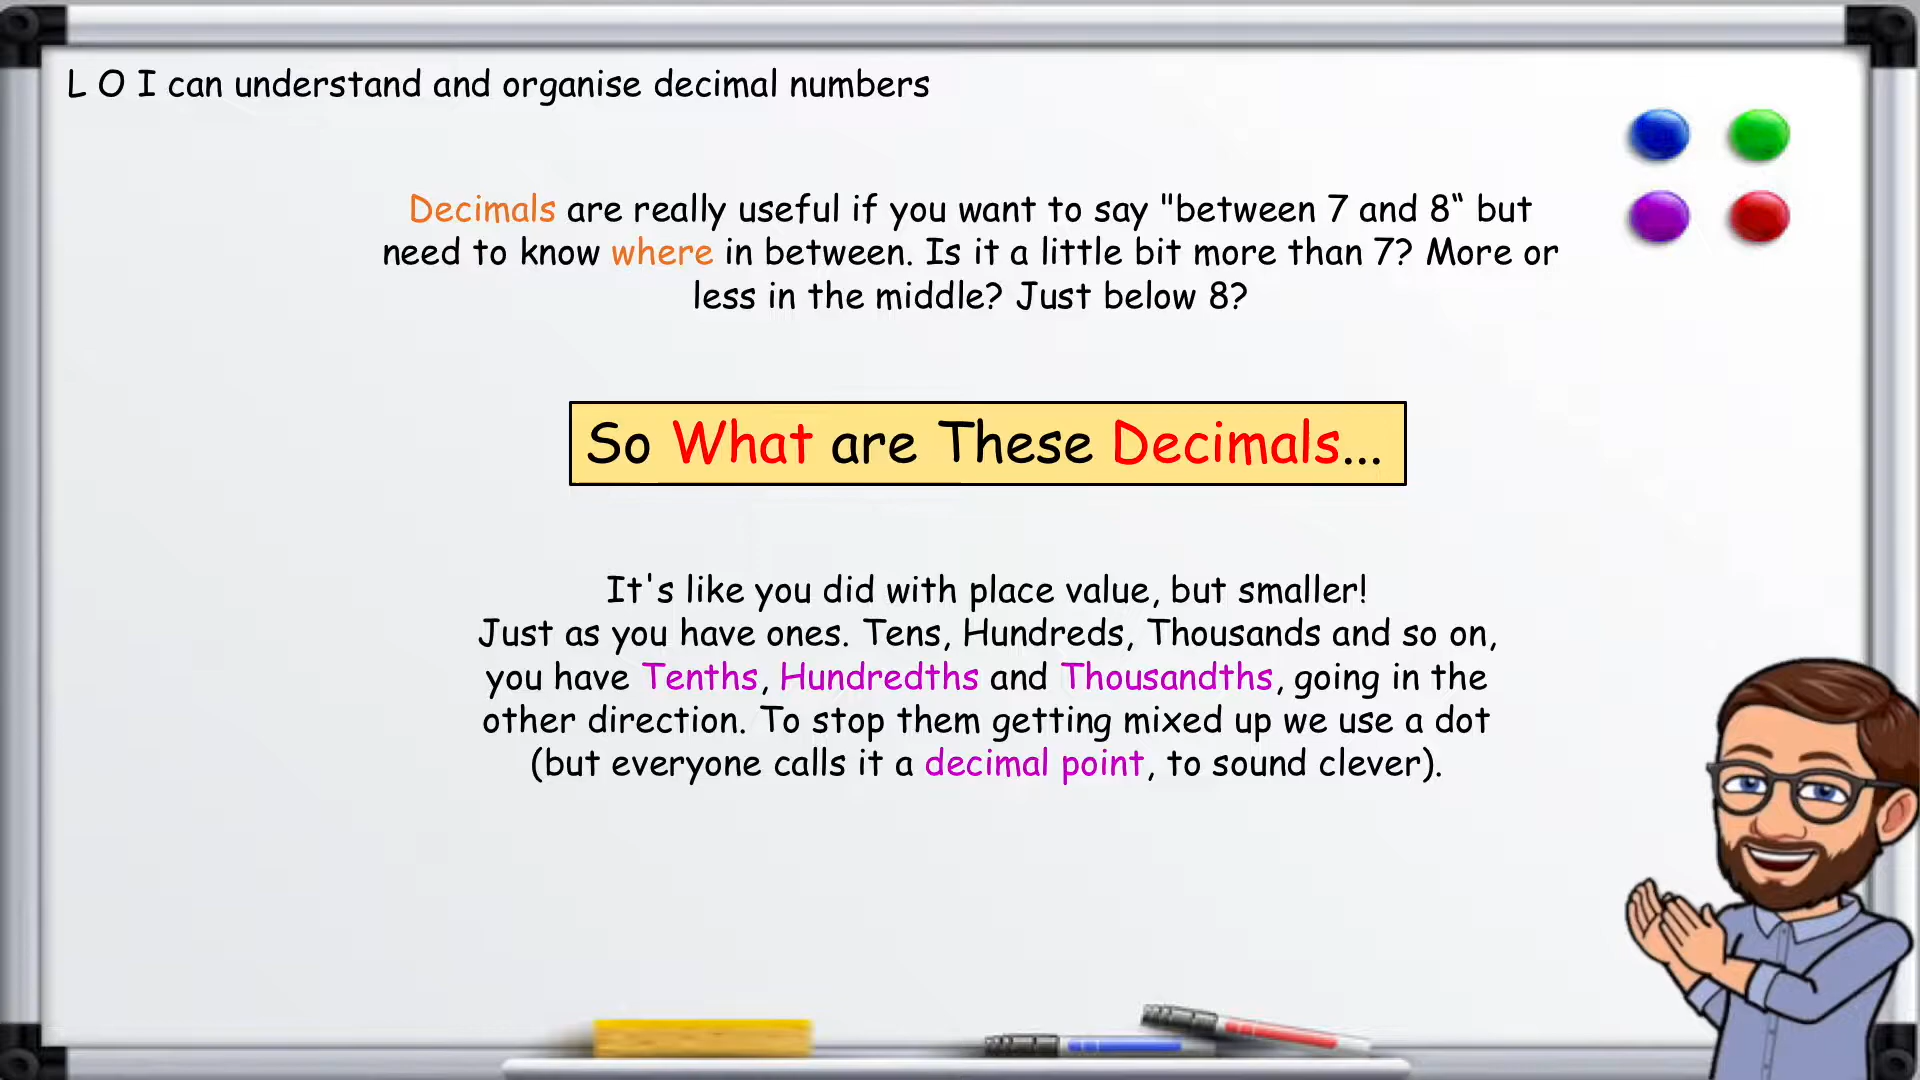 L O I can understand and organise decimal numbers
Decimals are really useful if you want to say "between 7 and 8“ but
need to know where in between. Is it a little bit more than 7? More or
less in the middle? Just below 8?
So What are These Decimals...
It's like you did with place value, but smaller!
Just as you have ones. Tens, Hundreds, Thousands and so on,
you have Tenths, Hundredths and Thousandths, going in the
other direction. To stop them getting mixed up we use a dot
(but everyone calls it a decimal point, to sound clever).